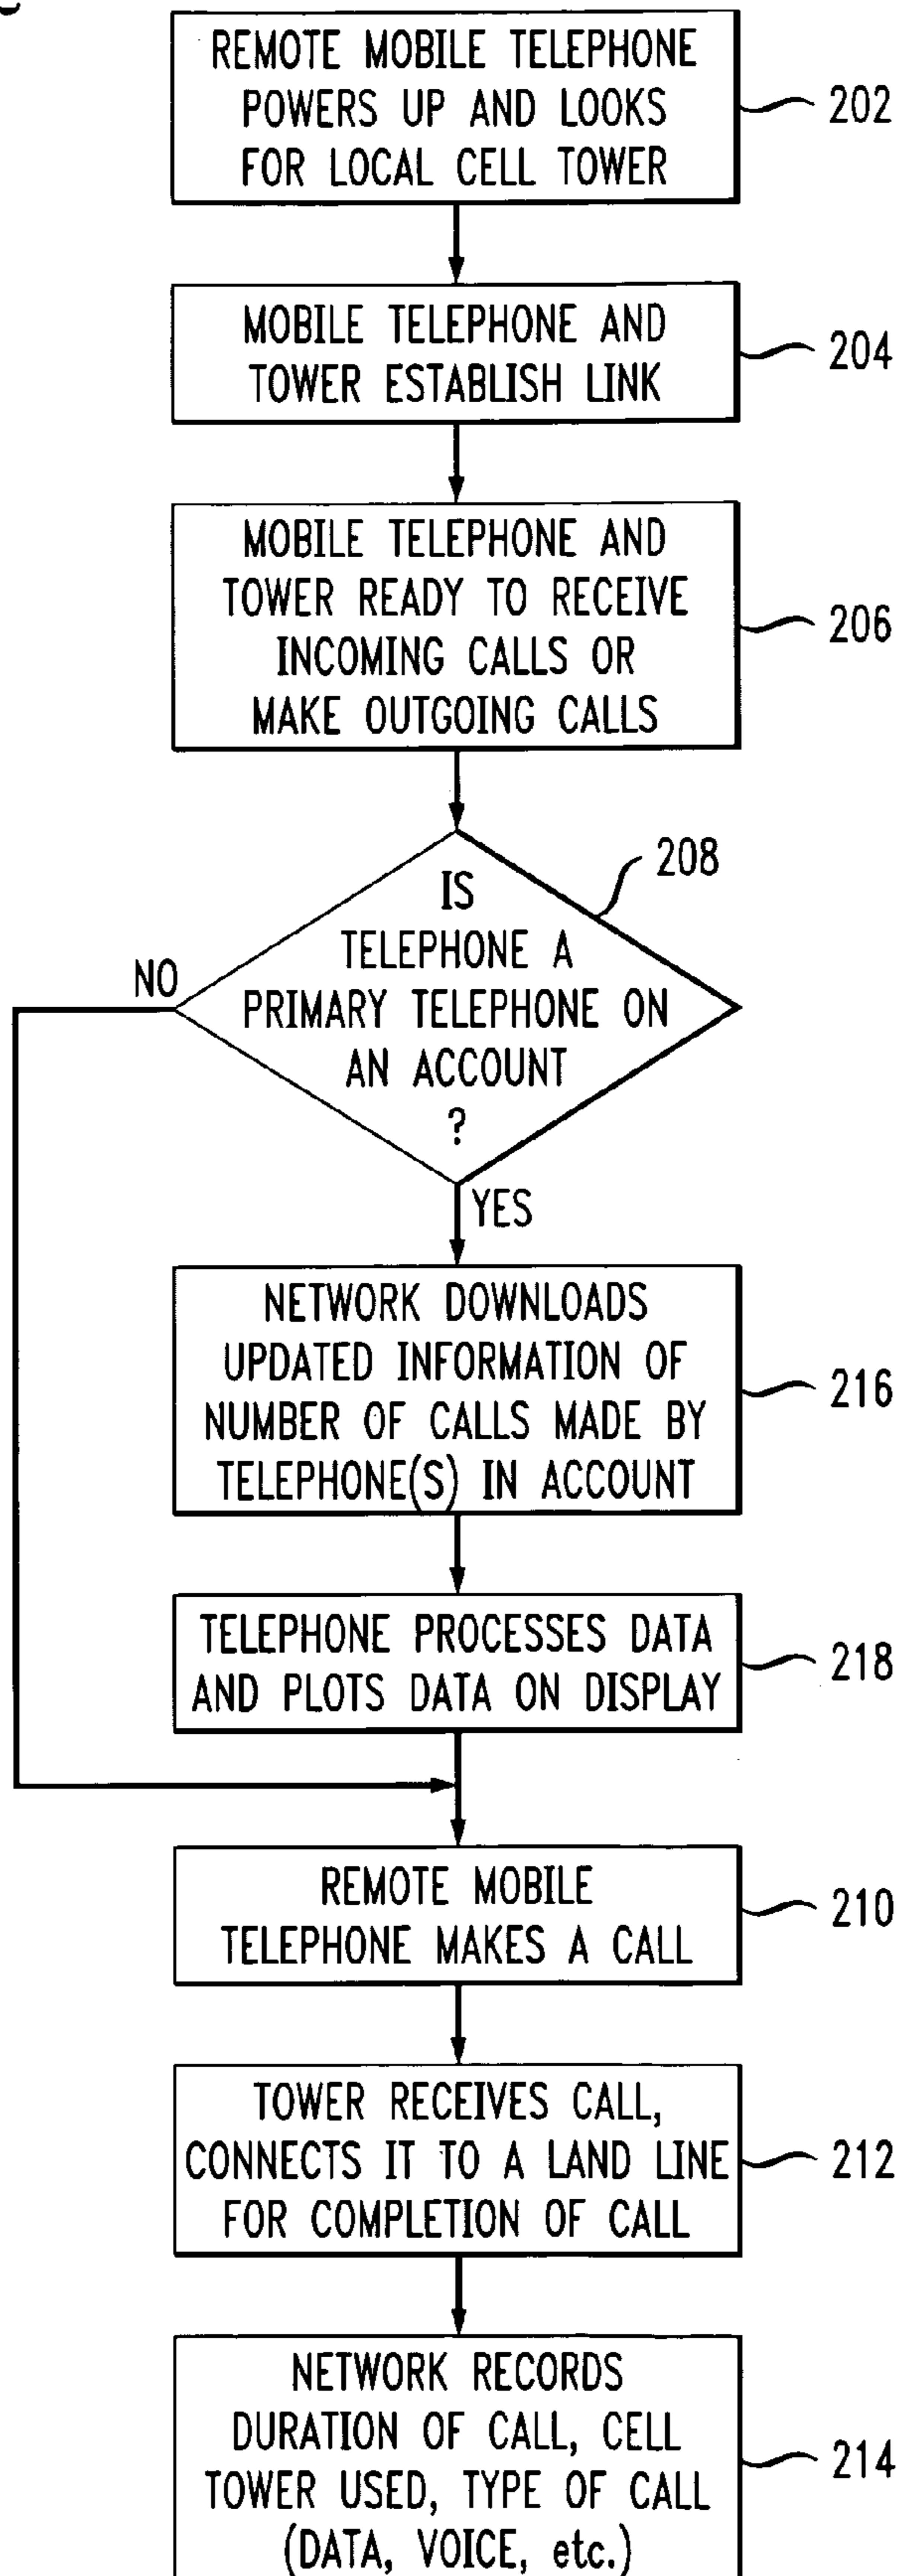 REMOTE MOBILE TELEPHONE
POWERS UP AND LOOKS
FOR LOCAL CELL TOWER
202
MOBILE TELEPHONE AND
TOWER ESTABLISH LINK
204
MOBILE TELEPHONE AND
TOWER READY TO RECEIVE
INCOMING CALLS OR
MAKE OUTGOING CALLS
206
208
IS
TELEPHONE A
PRIMARY TELEPHONE ON
AN ACCOUNT
?
NO
YES
NETWORK DOWNLOADS
UPDATED INFORMATION OF
NUMBER OF CALLS MADE BY
TELEPHONE(S) IN ACCOUNT
216
TELEPHONE PROCESSES DATA
AND PLOTS DATA ON DISPLAY
218
REMOTE MOBILE
TELEPHONE MAKES A CALL
210
TOWER RECEIVES CALL,
CONNECTS IT TO A LAND LINE
FOR COMPLETION OF CALL
212
NETWORK RECORDS
DURATION OF CALL, CELL
TOWER USED, TYPE OF CALL
(DATA, VOICE, etc.)
214